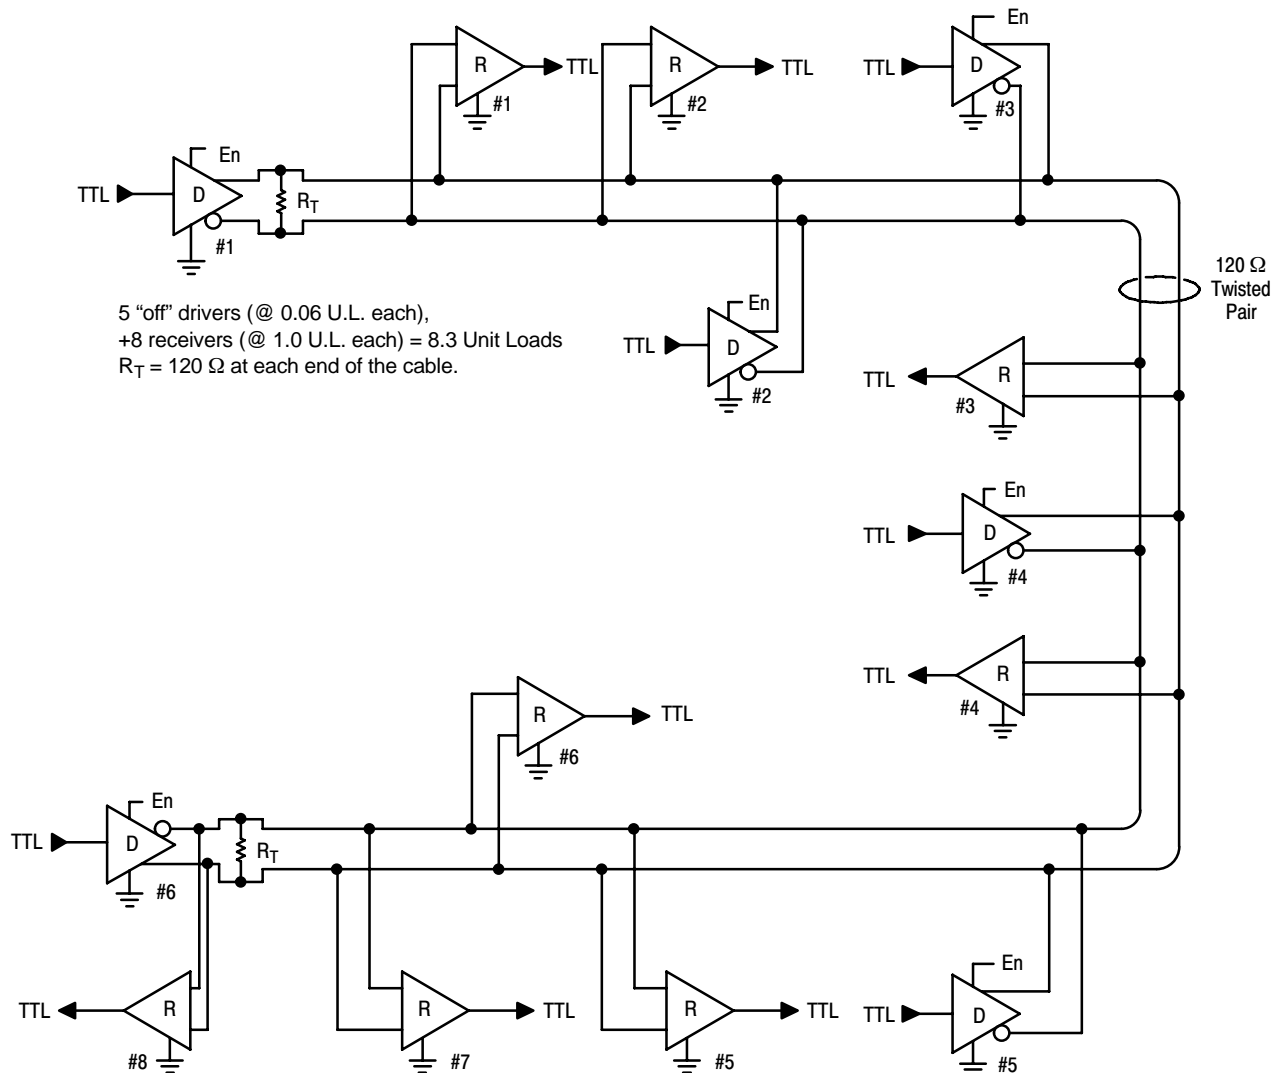 En
R
TTL
#1
R
TTL
#2
TTL
D
#3
En
TTL
D
#1
RT
120 Ω
Twisted
Pair
5 “off” drivers (@ 0.06 U.L. each),
+8 receivers (@ 1.0 U.L. each) = 8.3 Unit Loads
RT = 120 Ω at each end of the cable.
En
TTL
D
#2
TTL
R
#3
En
TTL
D
#4
TTL
R
#4
R
TTL
#6
En
TTL
D
#6
RT
En
TTL
R
#8
R
TTL
#7
R
TTL
#5
TTL
D
#5